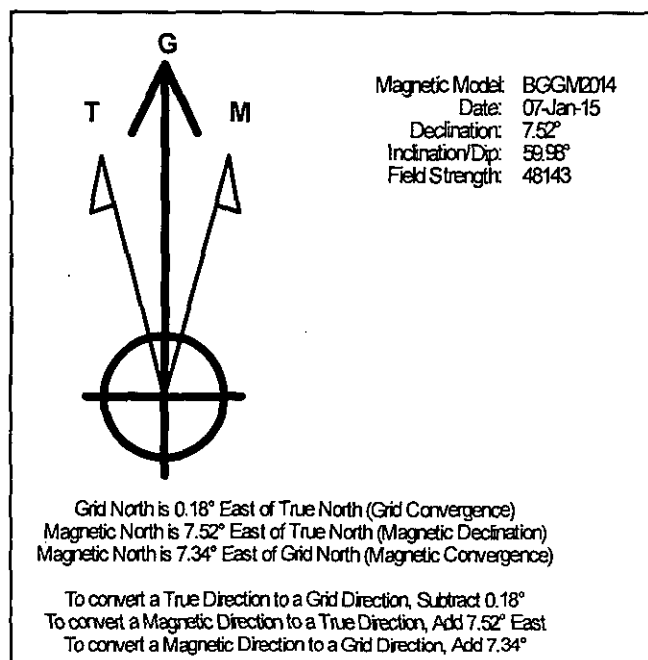 G
T
M
Magnetic Model: BGGM2014
Date: 07-Jan-15
Declination: 7.52°
Inclination/Dip: 59.98°
Field Strength: 48143
Grid North is 0.18° East of True North (Grid Convergence)
Magnetic North is 7.52° East of True North (Magnetic Declination)
Magnetic North is 7.34° East of Grid North (Magnetic Convergence)
To convert a True Direction to a Grid Direction, Subtract 0.18°
To convert a Magnetic Direction to a True Direction, Add 7.52° East
To convert a Magnetic Direction to a Grid Direction, Add 7.34°